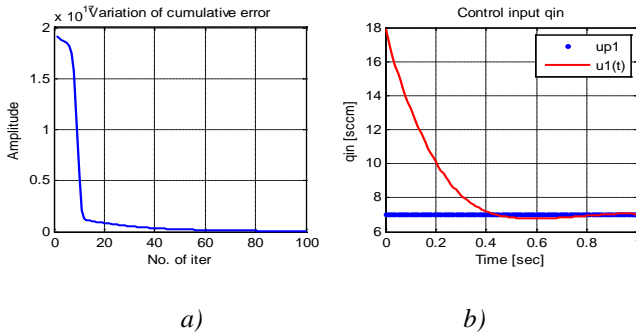 x 10
Variation of cumulative error
2
1.5
1
0.5
0
Amplitude
0 20 40 60 80 100
No. of iter
a)
Control input qin
up1
u1(t)
18
16
14
12
10
8
6
qin [sccm]
0 0.2 0.4 0.6 0.8
Time [sec]
b)